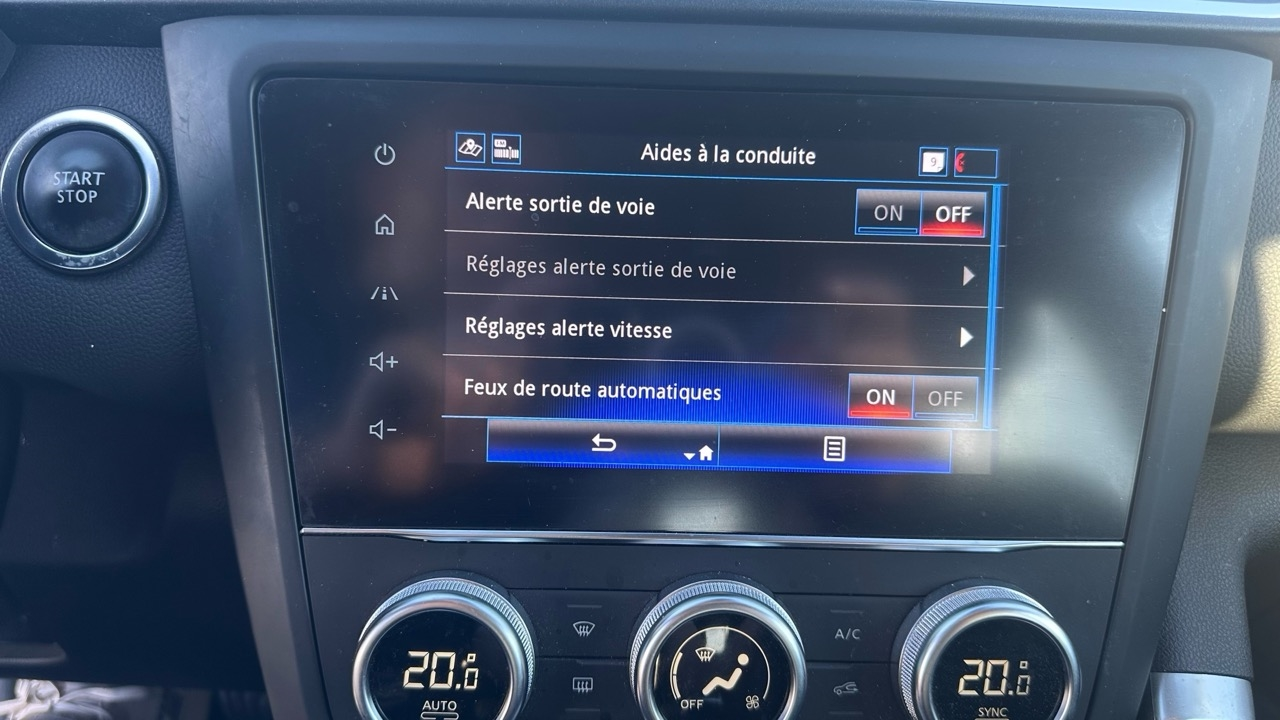 START
STOP
Aides à la conduite
9
Alerte sortie de voie
ON OFF
Réglages alerte sortie de voie
Réglages alerte vitesse
Feux de route automatiques
ON OFF
20.0
AUTO
OFF
A/C
20.0
SYNC